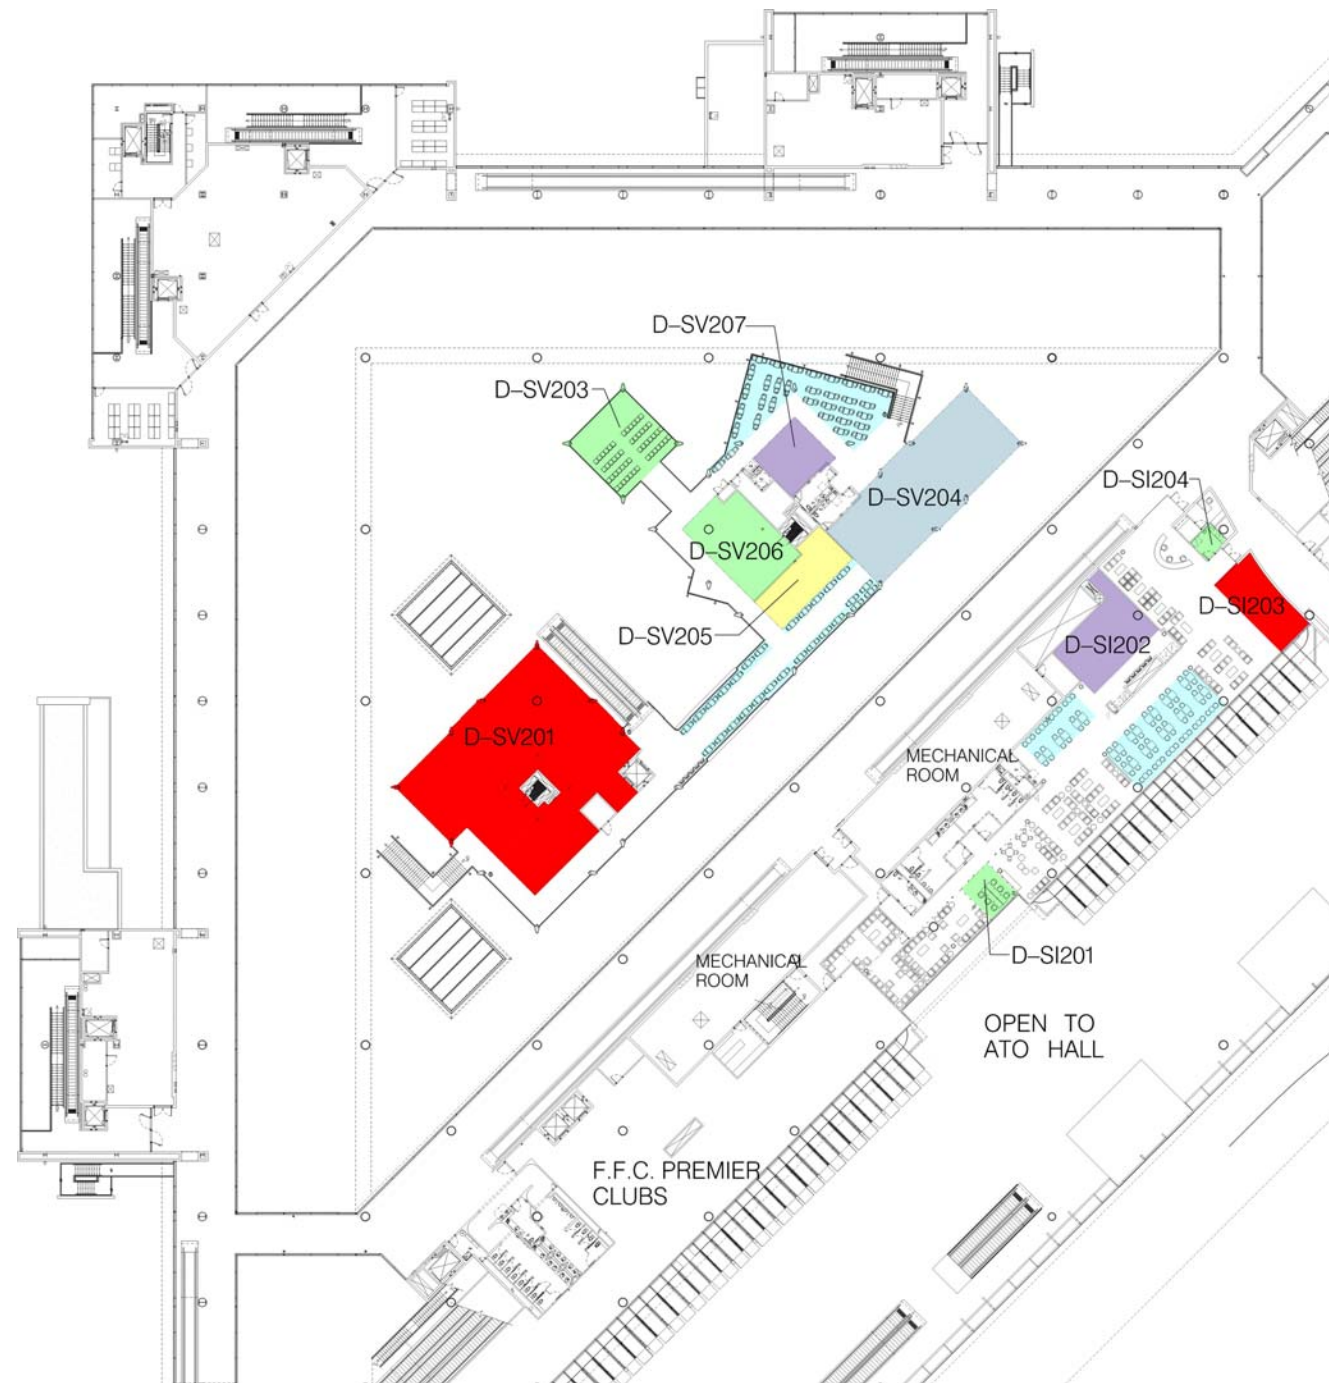 D-SV207
D-SV203
D-SI204
D-SV204
D-SV206
D-SI203
D-SV205
D-SI202
D-SV201
MECHANICAL
ROOM
D-SI201
MECHANICAL
ROOM
OPEN TO
ATO HALL
F.F.C. PREMIER
CLUBS